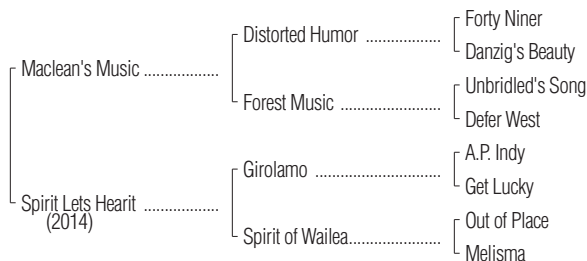 Forty Niner
Distorted Humor ..................
Danzig's Beauty
Maclean's Music ..................
Unbridled's Song
Forest Music ......................
Defer West
A.P. Indy
Girolamo ..........................
Get Lucky
Spirit Lets Hearit ..................
(2014)
Out of Place
Spirit of Wailea......................
Melisma